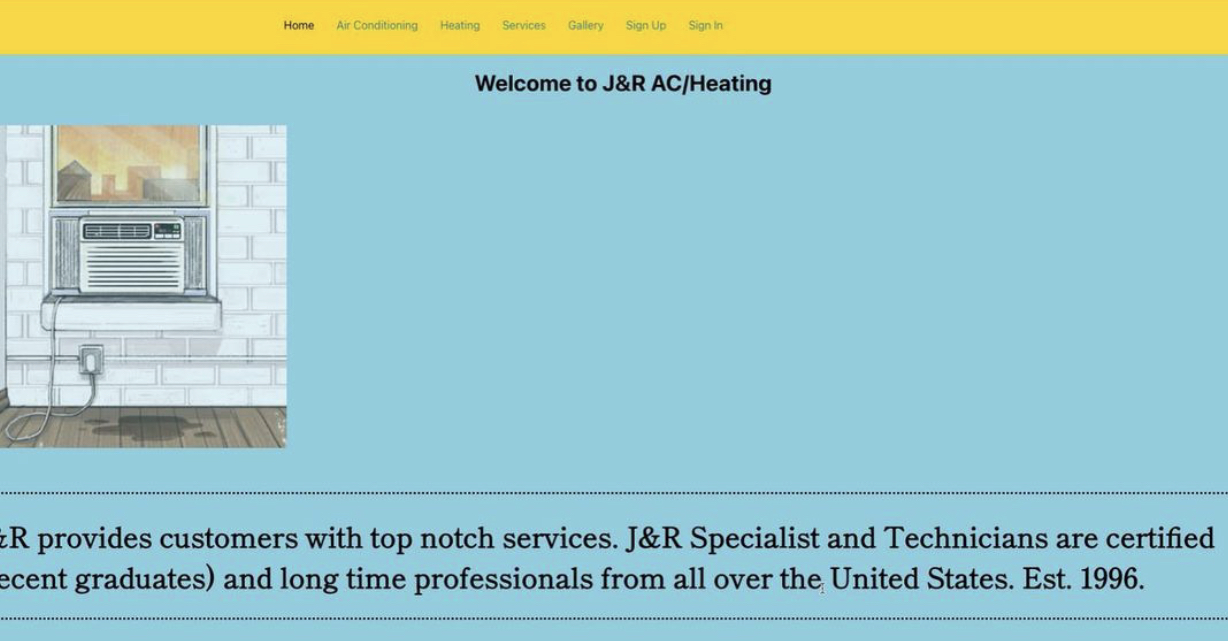 Home Air Conditioning Heating Services Gallery Sign Up Sign In
Welcome to J&R AC/Heating
&R provides customers with top notch services. J&R Specialist and Technicians are certified
ecent graduates) and long time professionals from all over the United States. Est. 1996.